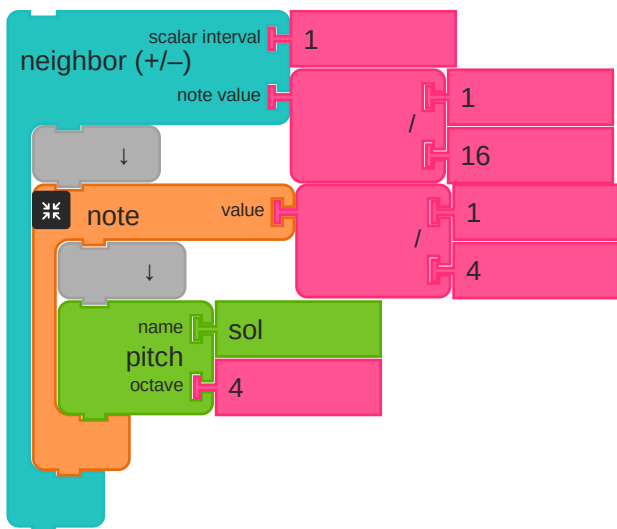 scalar interval 1
neighbor (+/–)
note value / 1
16
↓
note value / 1
4
↓
name sol
pitch
octave 4